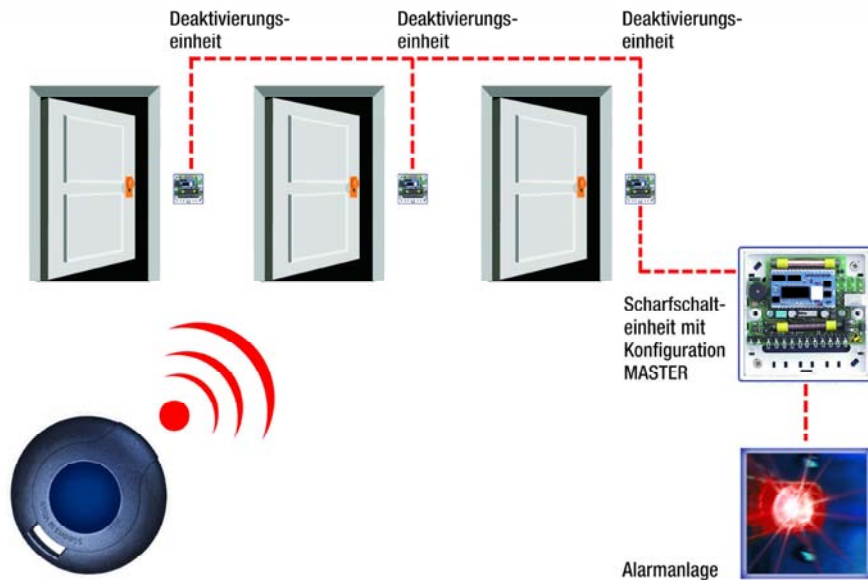 Deaktivierungs-
einheit
Deaktivierungs-
einheit
Deaktivierungs-
einheit
Scharfschalt-
einheit mit
Konfiguration
MASTER
Alarmanlage